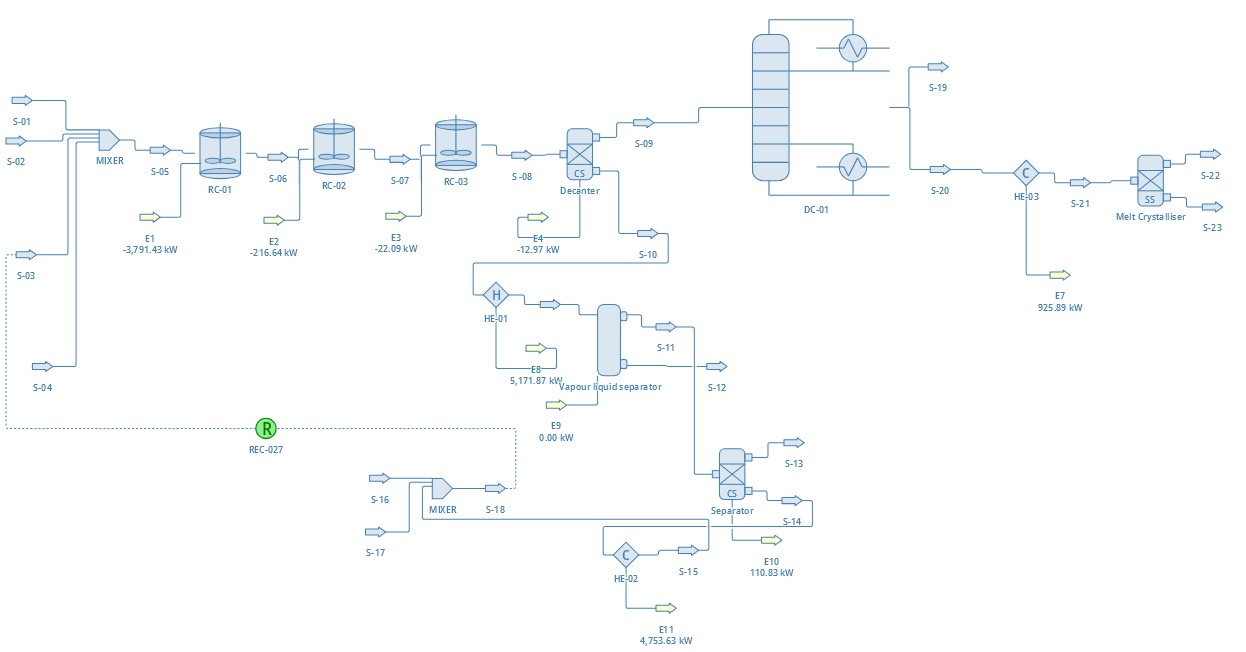 S-01
S-02
MIXER
S-05
RC-01
S-06
RC-02
S-07
RC-03
S -08
CS
Decanter
S-09
DC-01
S-19
S-20
C
HE-03
S-21
SS
Melt Crystalliser
S-22
S-23
E1
-3,791.43 kW
E2
-216.64 kW
E3
-22.09 kW
E4
-12.97 kW
S-10
E7
925.89 kW
S-03
H
HE-01
S-11
E8
5,171.87 kW
Vapour liquid separator
S-12
S-04
E9
0.00 kW
R
REC-027
S-16
MIXER
S-18
S-17
S-13
CS
Separator
S-14
C
HE-02
S-15
E10
110.83 kW
E11
4,753.63 kW